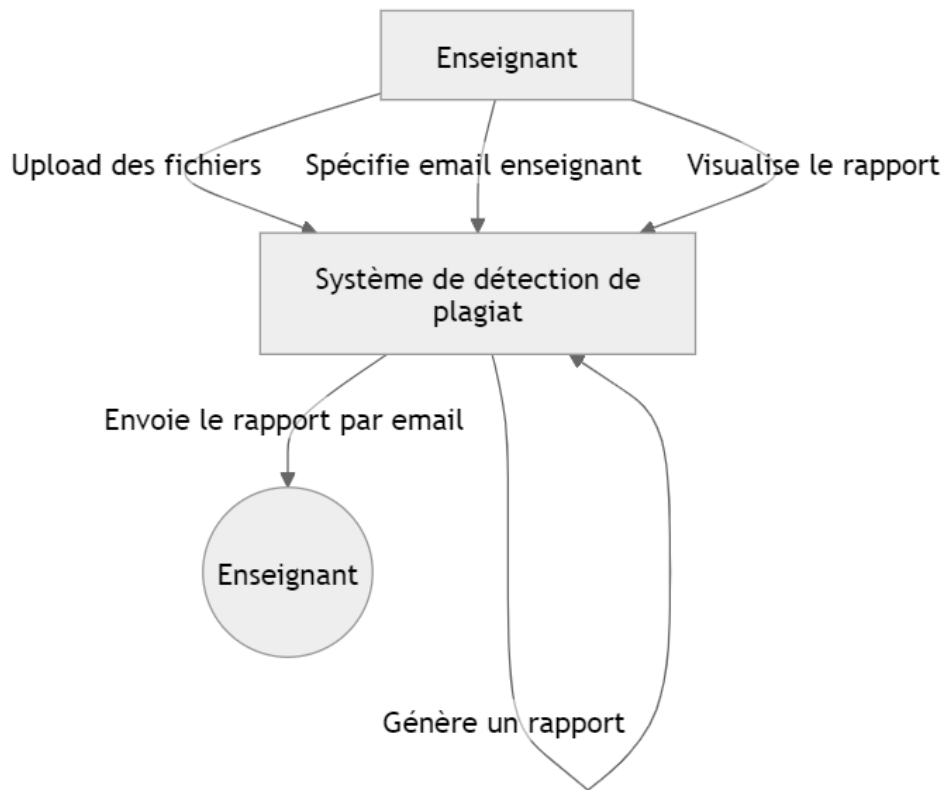 Enseignant
Upload des fichiers
Spécifie email enseignant
Visualise le rapport
Système de détection de
plagiat
Envoie le rapport par email
Enseignant
Génère un rapport